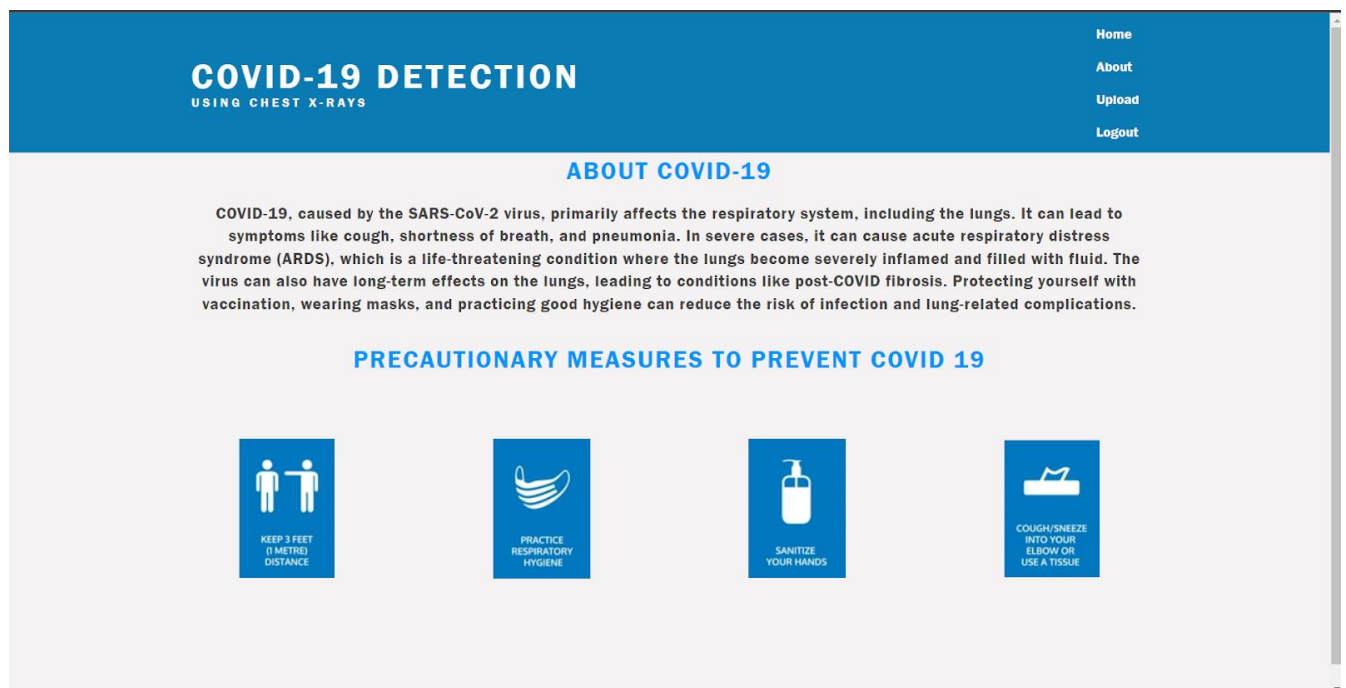 COVID-19 DETECTION
USING CHEST X-RAYS
Home
About
Upload
Logout
ABOUT COVID-19
COVID-19, caused by the SARS-CoV-2 virus, primarily affects the respiratory system, including the lungs. It can lead to
symptoms like cough, shortness of breath, and pneumonia. In severe cases, it can cause acute respiratory distress
syndrome (ARDS), which is a life-threatening condition where the lungs become severely inflamed and filled with fluid. The
virus can also have long-term effects on the lungs, leading to conditions like post-COVID fibrosis. Protecting yourself with
vaccination, wearing masks, and practicing good hygiene can reduce the risk of infection and lung-related complications.
PRECAUTIONARY MEASURES TO PREVENT COVID 19
KEEP 3 FEET
(1 METRE)
DISTANCE
PRACTICE
RESPIRATORY
HYGIENE
SANITIZE
YOUR HANDS
COUGH/SNEEZE
INTO YOUR
ELBOW OR
USE A TISSUE